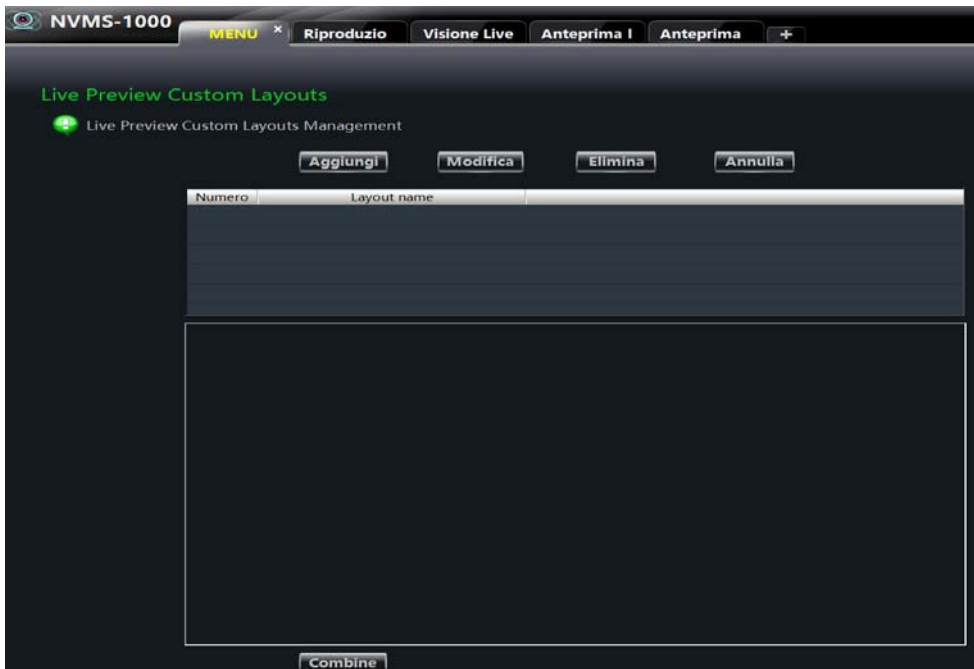 NVMS-1000
MENU × Riproduzio Visione Live Anteprima I Anteprima +
Live Preview Custom Layouts
Live Preview Custom Layouts Management
Aggiungi Modifica Elimina Annulla
Numero Layout name
Combine